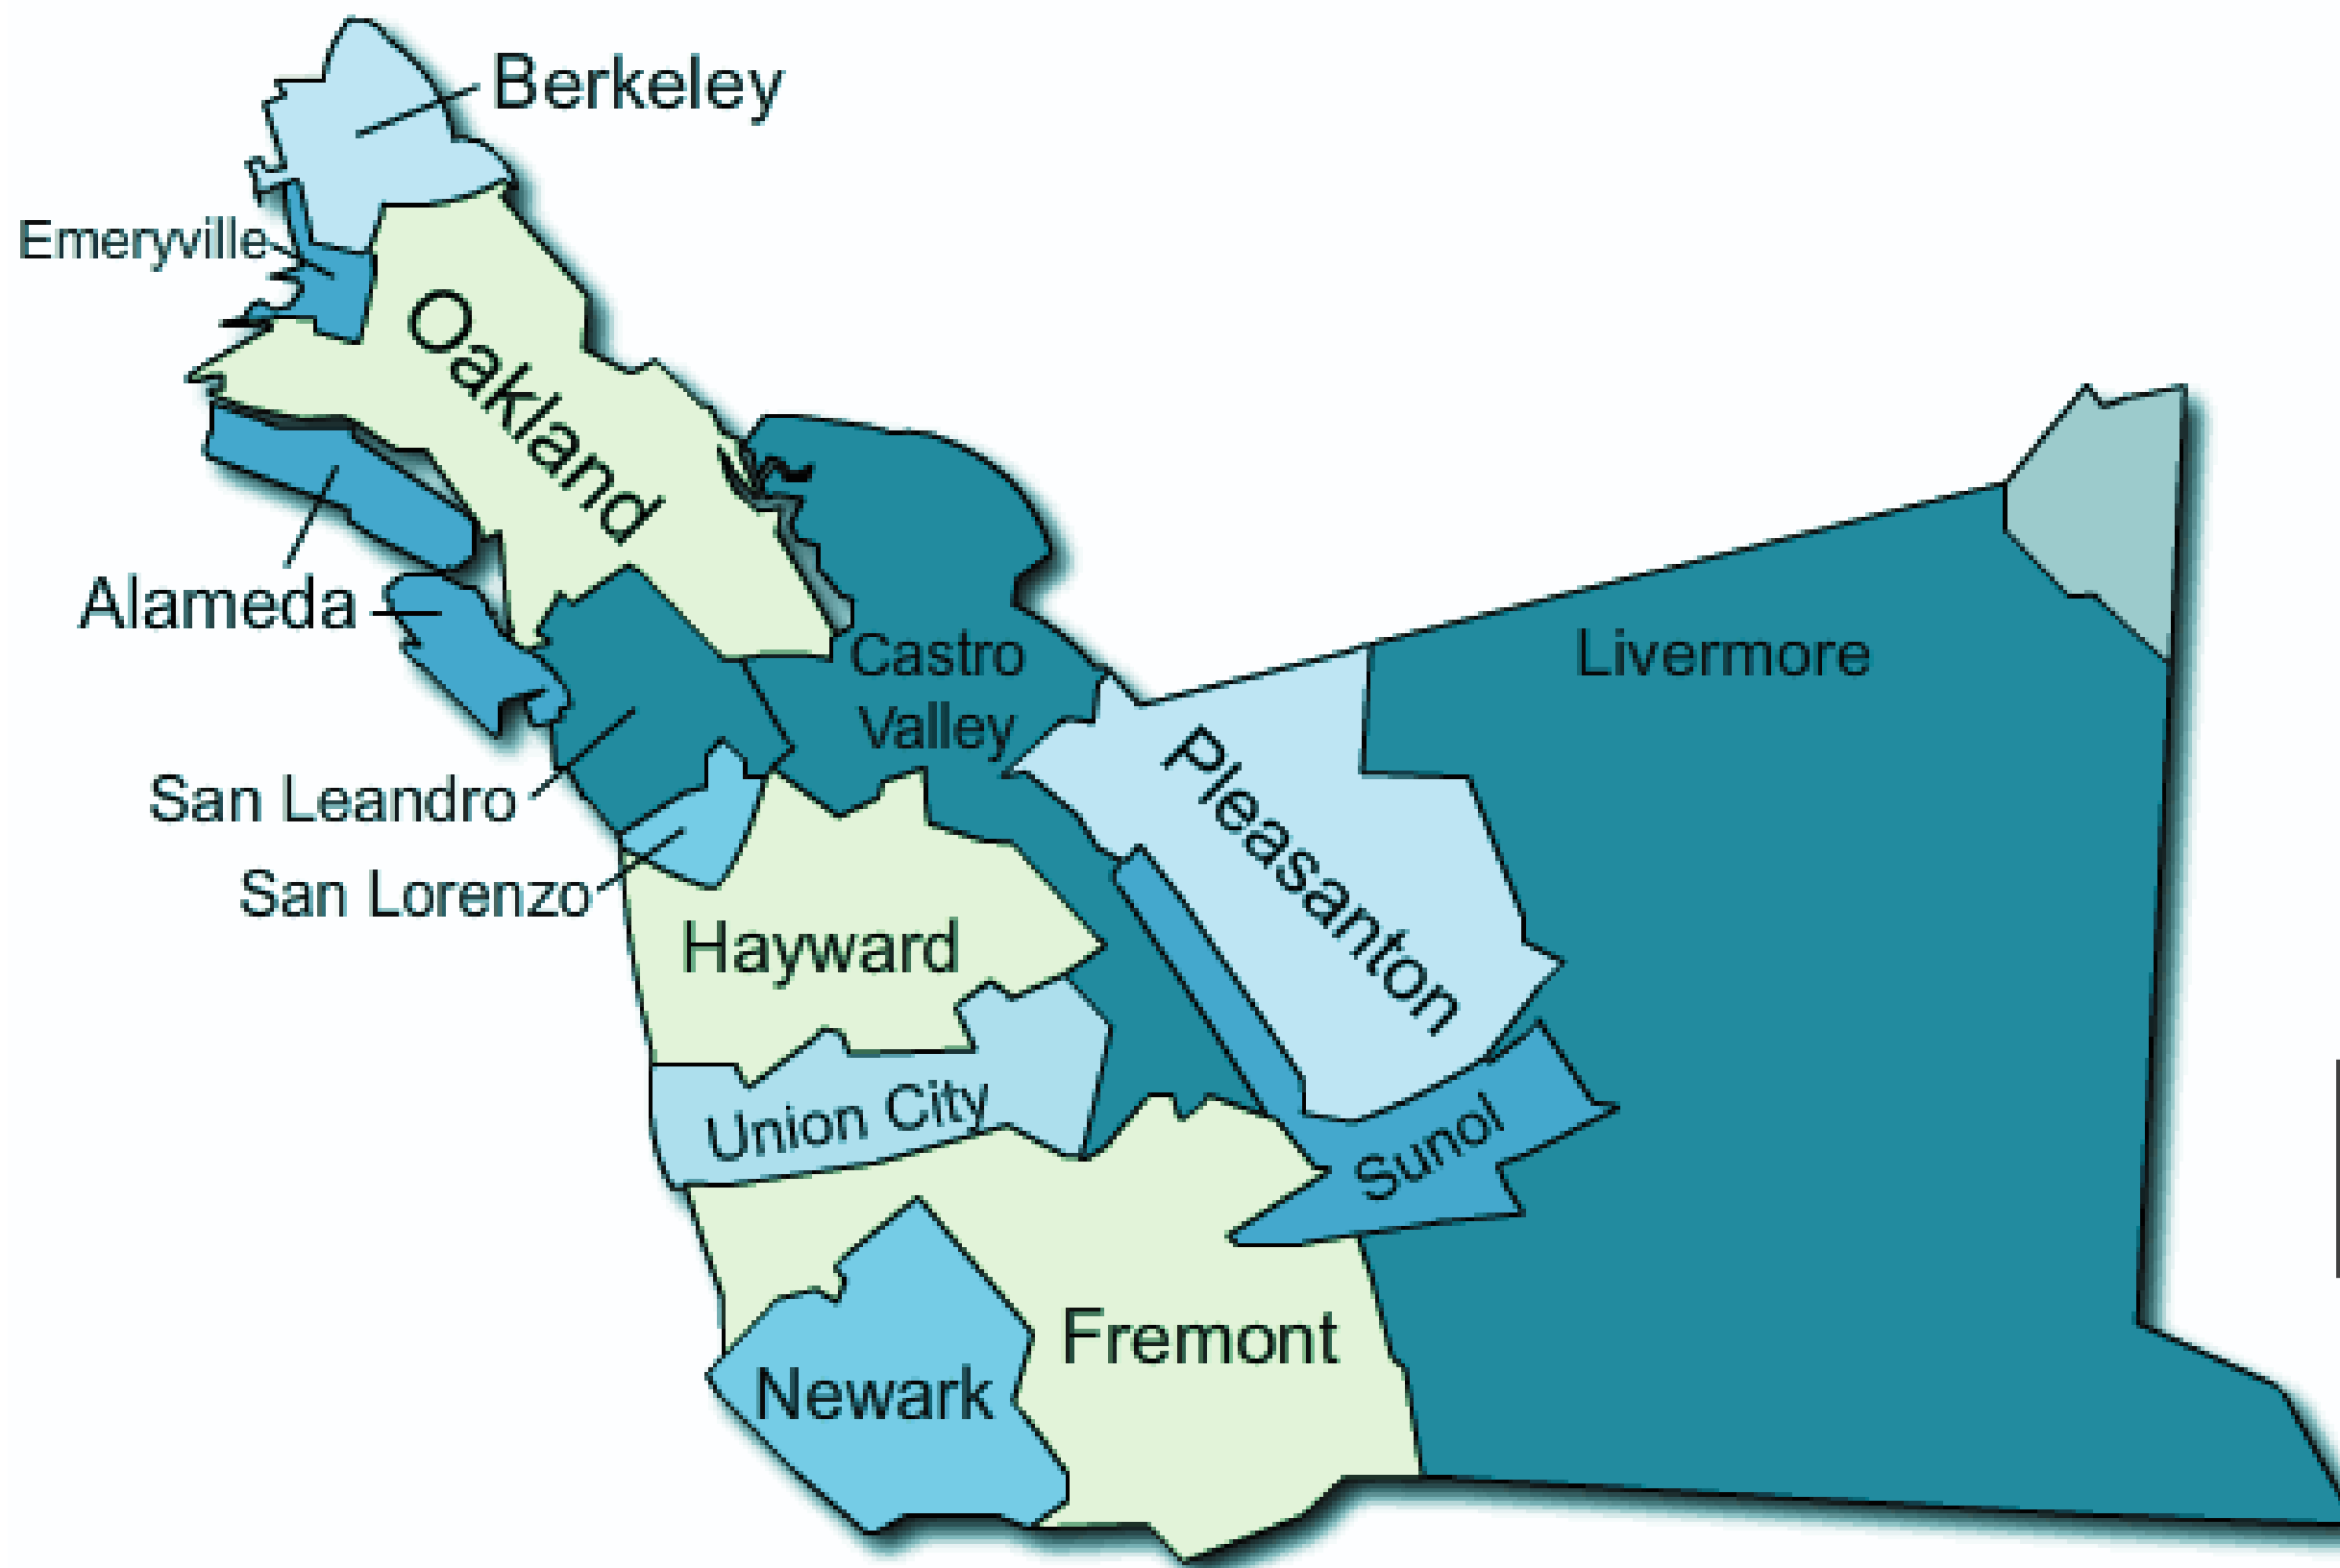 Berkeley
Emeryville
Oakland
Alameda
Castro
Valley
Livermore
San Leandro
Pleasanton
San Lorenzo
Hayward
Union City
Sunol
Fremont
Newark